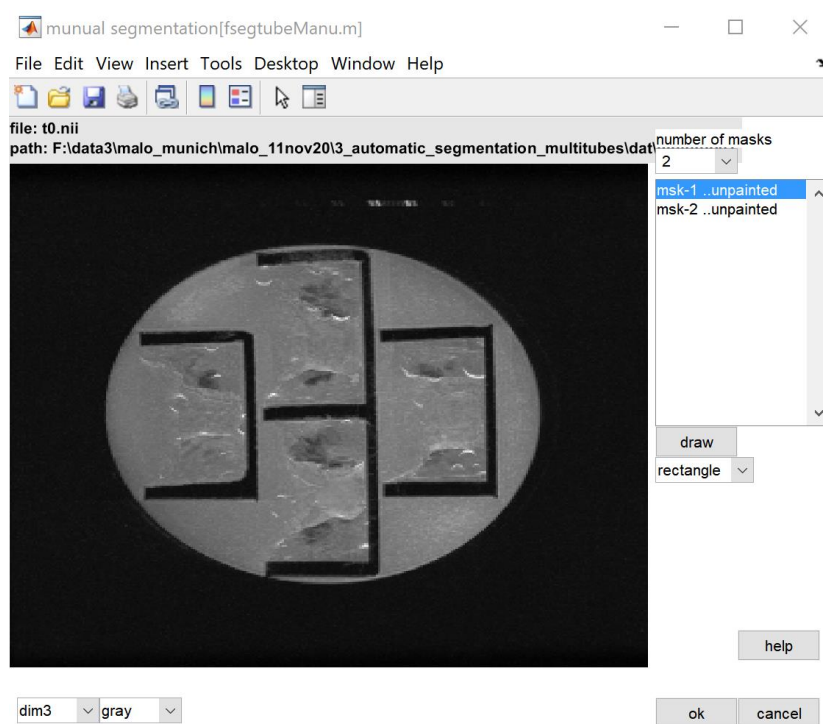 munual segmentation[fsegtubeManu.m]
File Edit View Insert Tools Desktop Window Help
file: t0.nii
path: F:\data3\malo_munich\malo_11nov20\3_automatic_segmentation_multitubes\dat
number of masks
2
msk-1 ..unpainted
msk-2 ..unpainted
draw
rectangle
help
dim3 gray
ok cancel